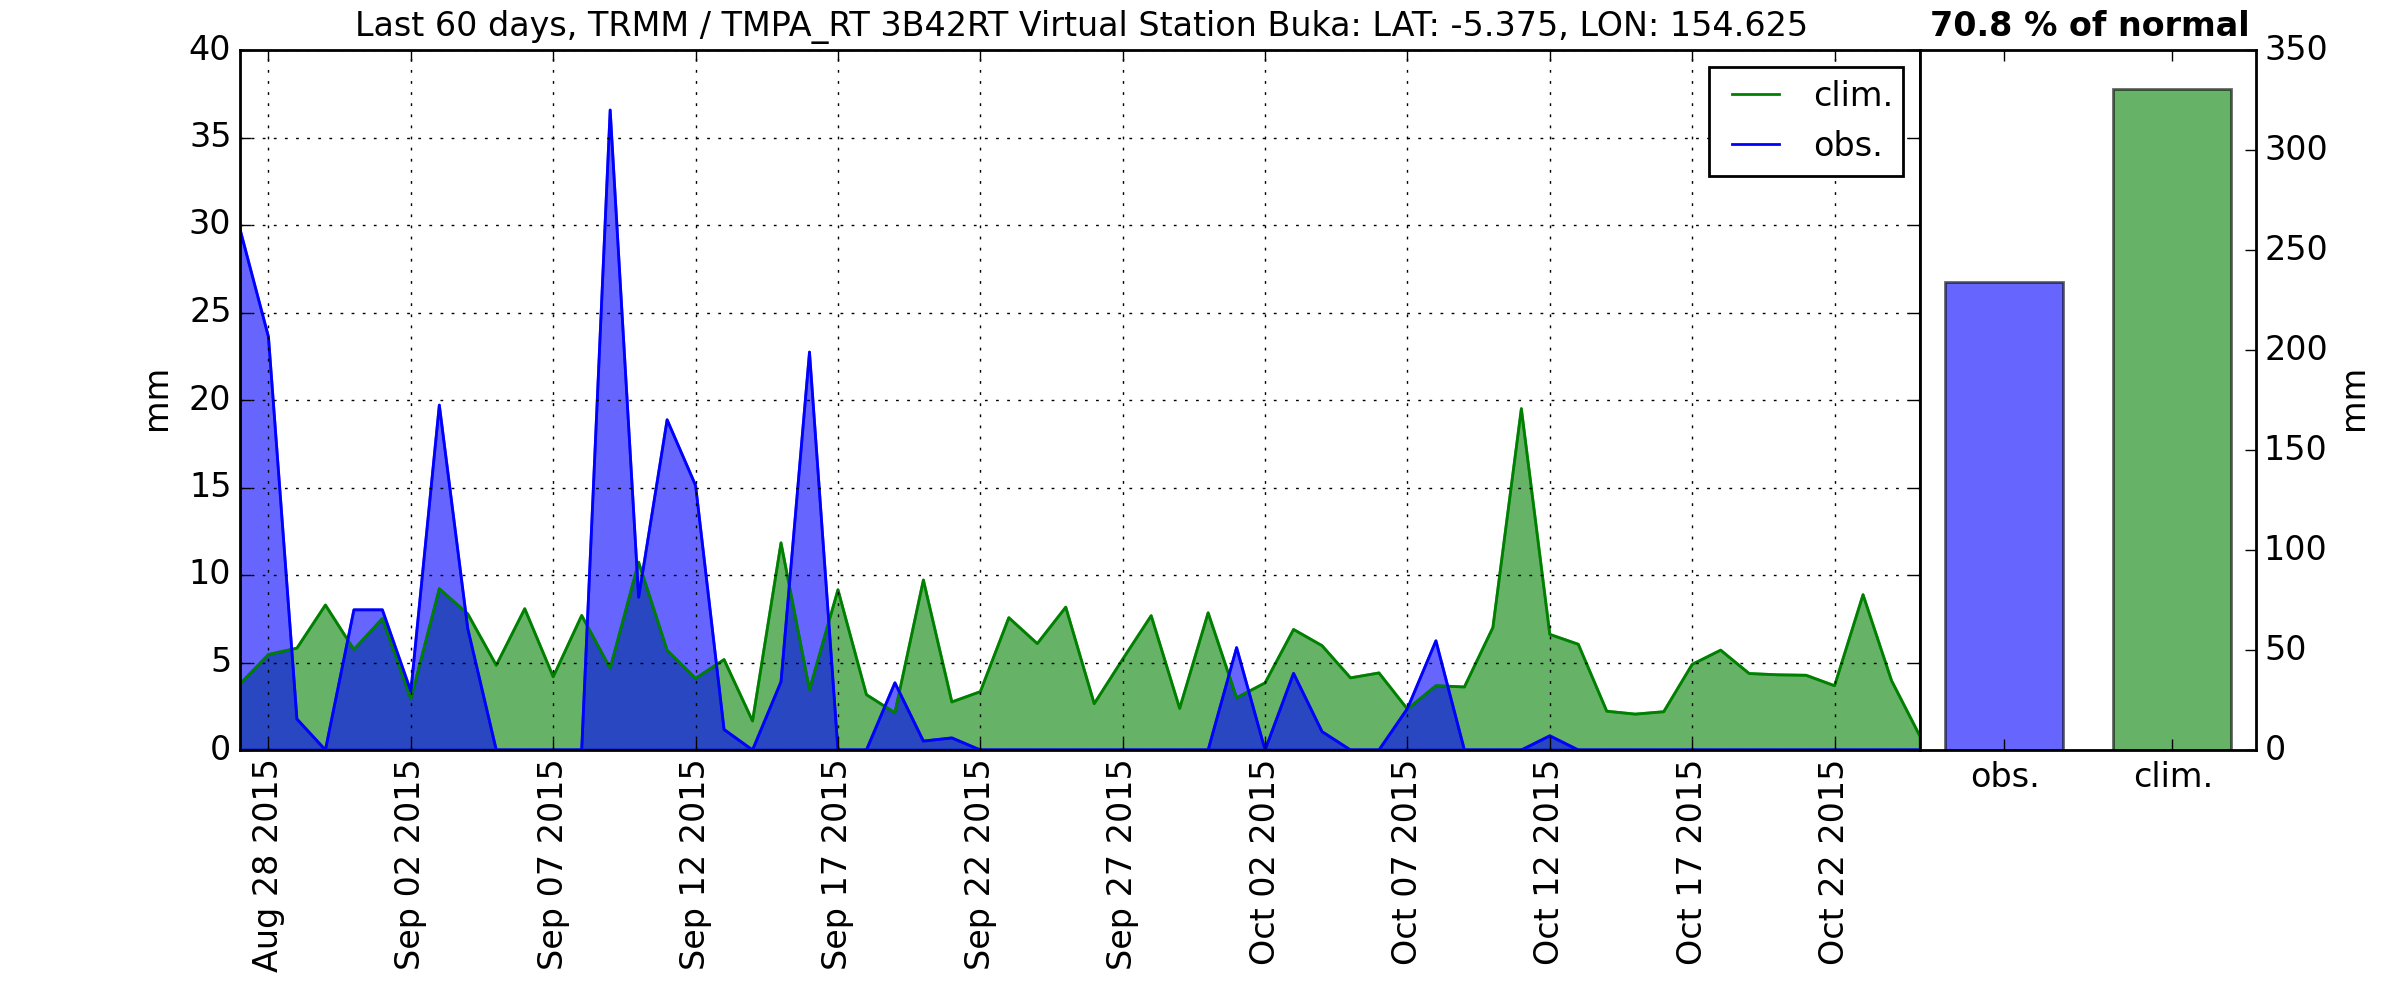 Last 60 days, TRMM / TMPA_RT 3B42RT Virtual Station Buka: LAT: -5.375, LON: 154.625
70.8 % of normal
40
35
30
25
20
15
10
5
0
mm
clim.
obs.
Aug 28 2015
Sep 02 2015
Sep 07 2015
Sep 12 2015
Sep 17 2015
Sep 22 2015
Sep 27 2015
Oct 02 2015
Oct 07 2015
Oct 12 2015
Oct 17 2015
Oct 22 2015
obs.
clim.
350
300
250
200
150
100
50
0
mm